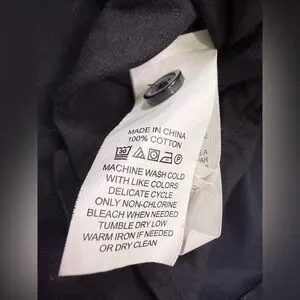 MADE IN CHINA
100% COTTON
30
P
MACHINE WASH COLD
WITH LIKE COLORS
DELICATE CYCLE
ONLY NON-CHLORINE
BLEACH WHEN NEEDED
TUMBLE DRY LOW
WARM IRON IF NEEDED
OR DRY CLEAN